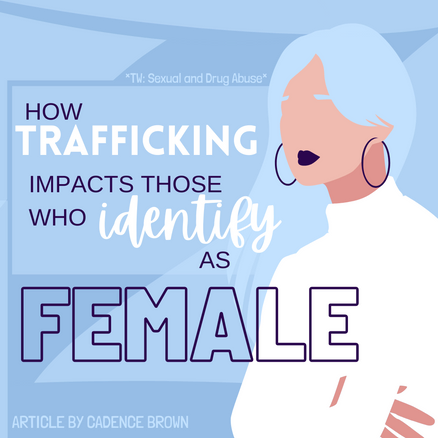 *TW: Sexual and Drug Abuse*
HOW
TRAFFICKING
IMPACTS THOSE
WHO identify
AS
FEMALE
ARTICLE BY CADENCE BROWN